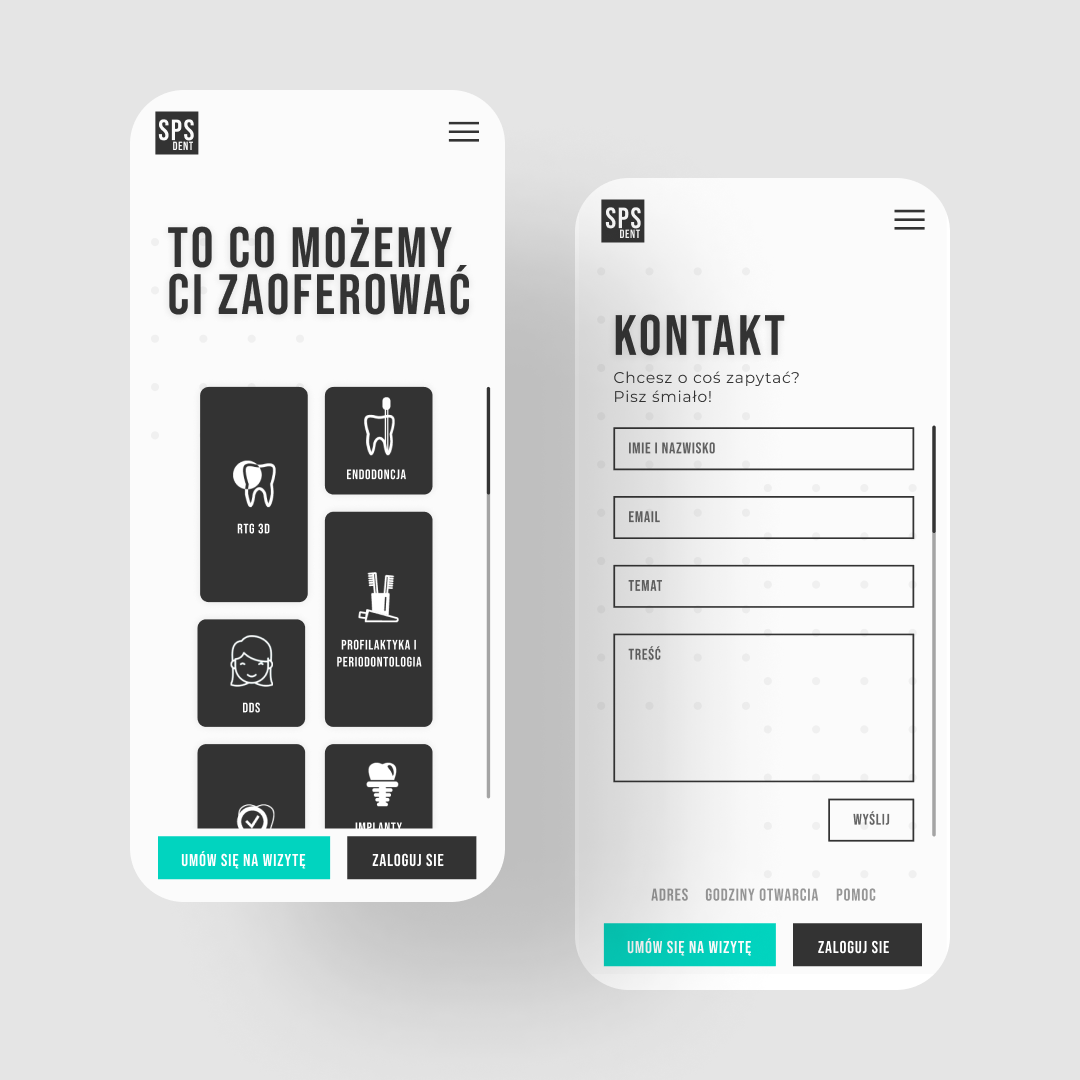 SPS
DENT
TO CO MOŻEMY
CI ZAOFEROWAĆ
RTG 3D
ENDODONCJA
PROFILAKTYKA I
PERIODONTOLOGIA
DDS
IMPLANTY
UMÓW SIĘ NA WIZYTĘ
ZALOGUJ SIE
SPS
DENT
KONTAKT
Chcesz o coś zapytać?
Pisz śmiało!
IMIE I NAZWISKO
EMAIL
TEMAT
TREŚĆ
WYŚLIJ
ADRES GODZINY OTWARCIA POMOC
UMÓW SIĘ NA WIZYTĘ
ZALOGUJ SIE